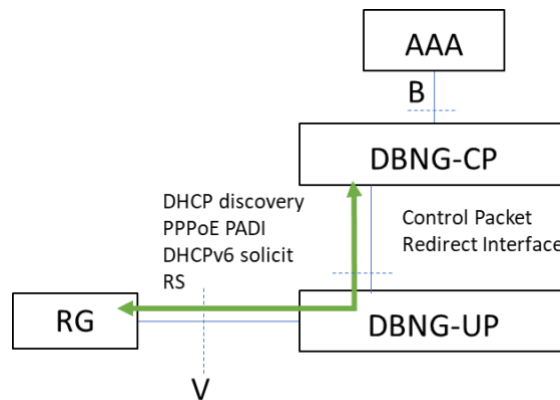 AAA
B
DBNG-CP
DHCP discovery
PPPoE PADI
DHCPv6 solicit
RS
Control Packet
Redirect Interface
RG
DBNG-UP
V